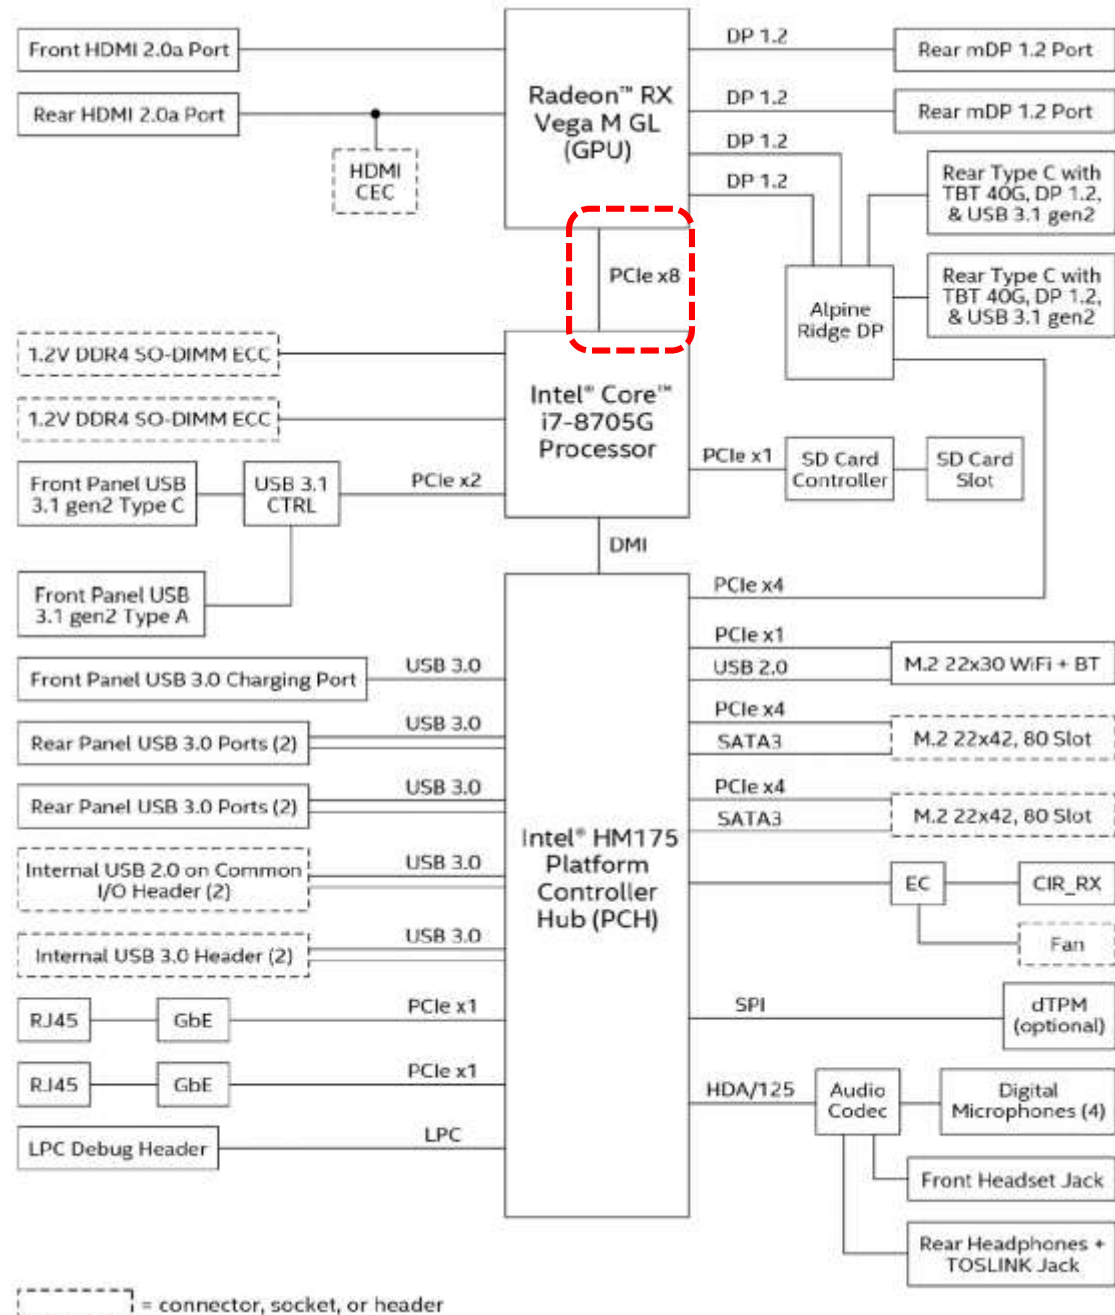 Front HDMI 2.0a Port
Rear HDMI 2.0a Port
HDMI
CEC
Radeon™ RX
Vega M GL
(GPU)
DP 1.2
Rear mDP 1.2 Port
DP 1.2
Rear mDP 1.2 Port
DP 1.2
DP 1.2
Rear Type C with
TBT 40G, DP 1.2,
& USB 3.1 gen2
Rear Type C with
TBT 40G, DP 1.2,
& USB 3.1 gen2
Alpine
Ridge DP
PCIe x8
1.2V DDR4 SO-DIMM ECC
1.2V DDR4 SO-DIMM ECC
Intel® Core™
i7-8705G
Processor
Front Panel USB
3.1 gen2 Type C
USB 3.1
CTRL
PCIe x2
PCIe x1
SD Card
Controller
SD Card
Slot
Front Panel USB
3.1 gen2 Type A
DMI
Front Panel USB 3.0 Charging Port
USB 3.0
Rear Panel USB 3.0 Ports (2)
USB 3.0
Rear Panel USB 3.0 Ports (2)
USB 3.0
Internal USB 2.0 on Common
I/O Header (2)
USB 3.0
Internal USB 3.0 Header (2)
USB 3.0
RJ45
GbE
PCIe x1
RJ45
GbE
PCIe x1
LPC Debug Header
LPC
Intel® HM175
Platform
Controller
Hub (PCH)
PCIe x4
PCIe x1
USB 2.0
M.2 22x30 WiFi + BT
PCIe x4
SATA3
M.2 22x42, 80 Slot
PCIe x4
SATA3
M.2 22x42, 80 Slot
EC
CIR_RX
Fan
SPI
dTPM
(optional)
HDA/125
Audio
Codec
Digital
Microphones (4)
Front Headset Jack
Rear Headphones +
TOSLINK Jack
= connector, socket, or header